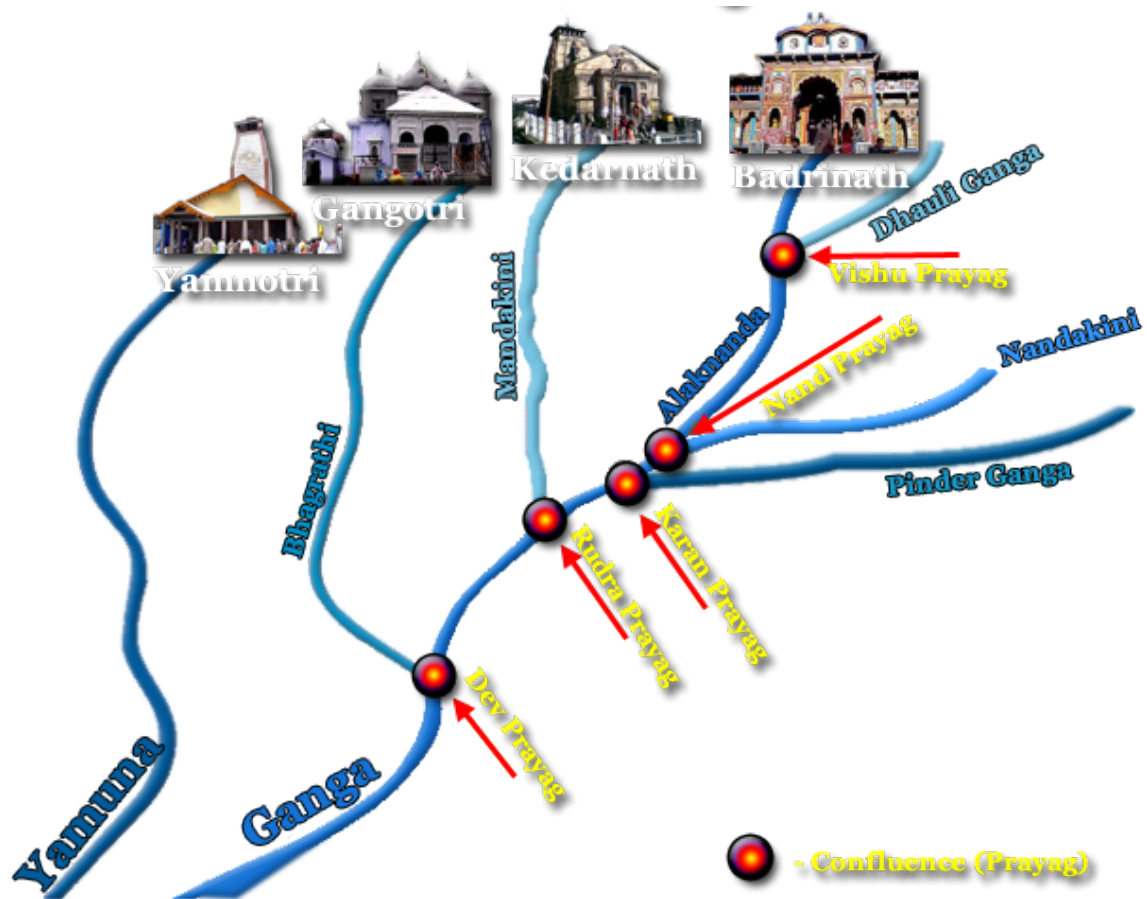 Kedarnath
Badrinath
Gangotri
Yamnotri
Dhauli Ganga
Vishu Prayag
Mandakini
Alaknanda
Nand Prayag
Nandakini
Bhagrathi
Pinder Ganga
Karan Prayag
Rudra Prayag
Dev Prayag
Yamuna
Ganga
- Confluence (Prayag)